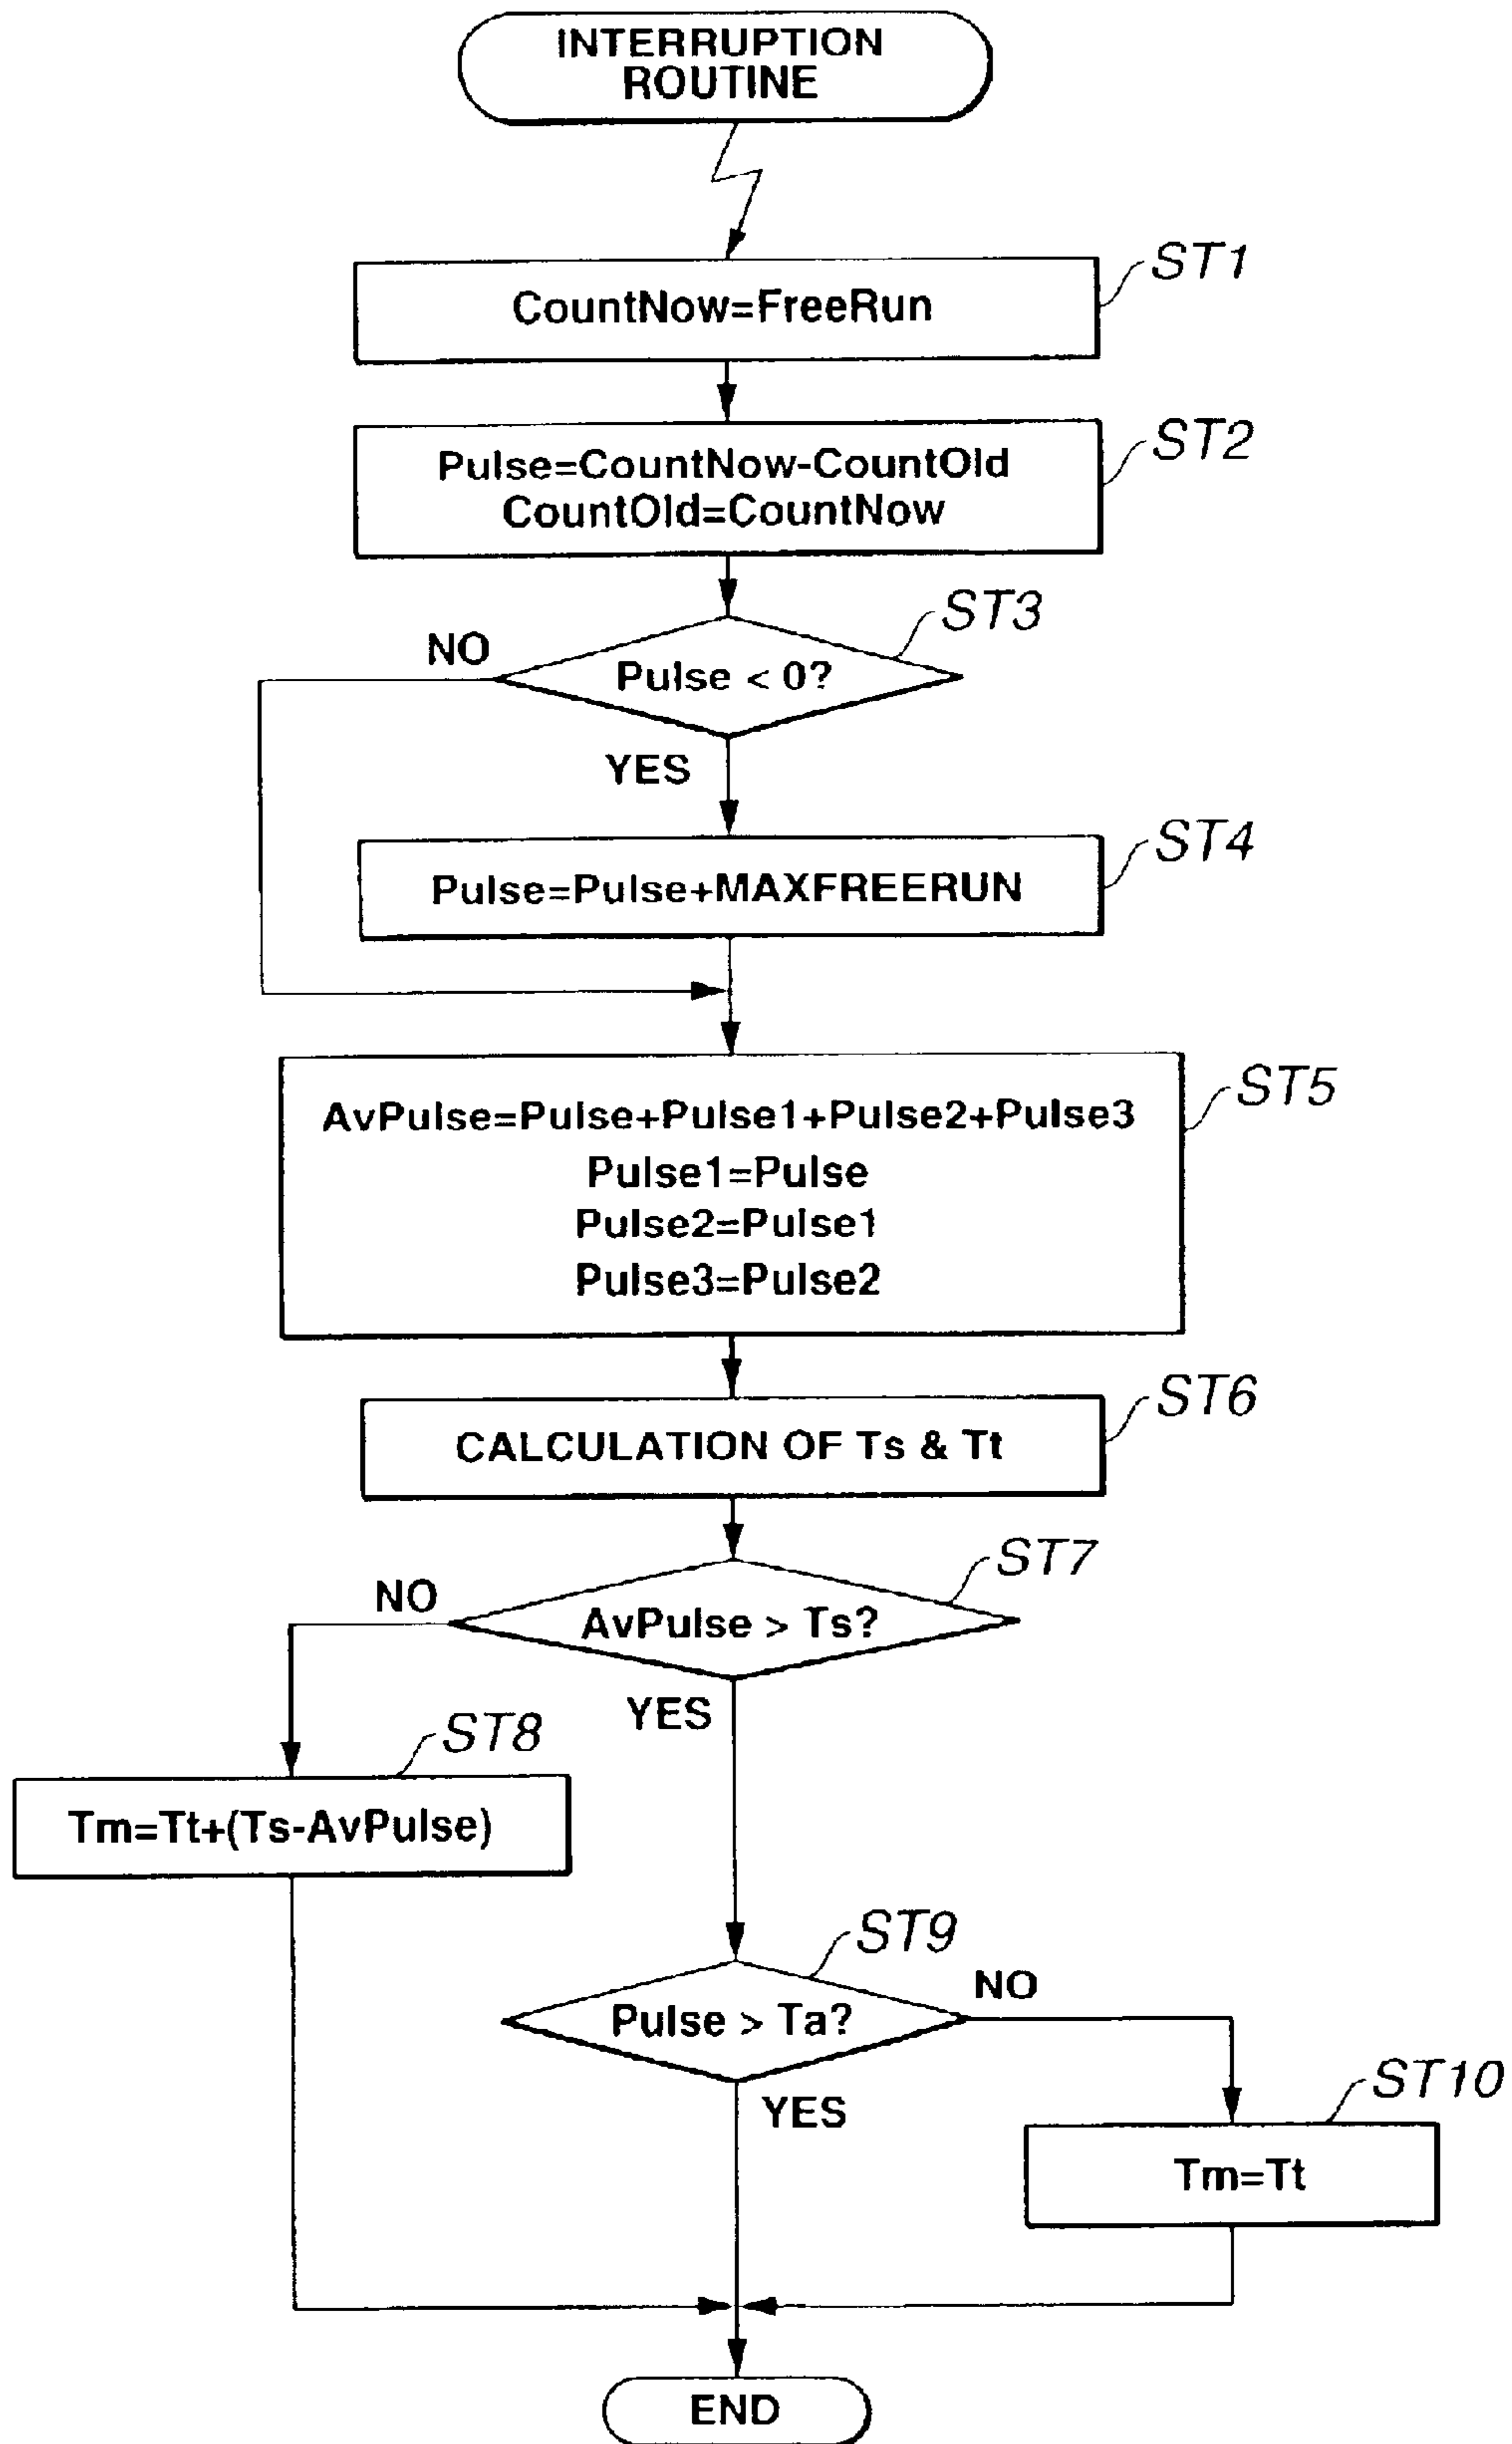 INTERRUPTION
ROUTINE
ST1
CountNow=FreeRun
ST2
Pulse=CountNow-CountOld
CountOld=CountNow
ST3
NO
Pulse < 0?
YES
ST4
Pulse=Pulse+MAXFREERUN
ST5
AvPulse=Pulse+Pulse1+Pulse2+Pulse3
Pulse1=Pulse
Pulse2=Pulse1
Pulse3=Pulse2
ST6
CALCULATION OF Ts & Tt
ST7
NO
AvPulse > Ts?
YES
ST8
Tm=Tt+(Ts-AvPulse)
ST9
NO
Pulse > Ta?
YES
ST10
Tm=Tt
END